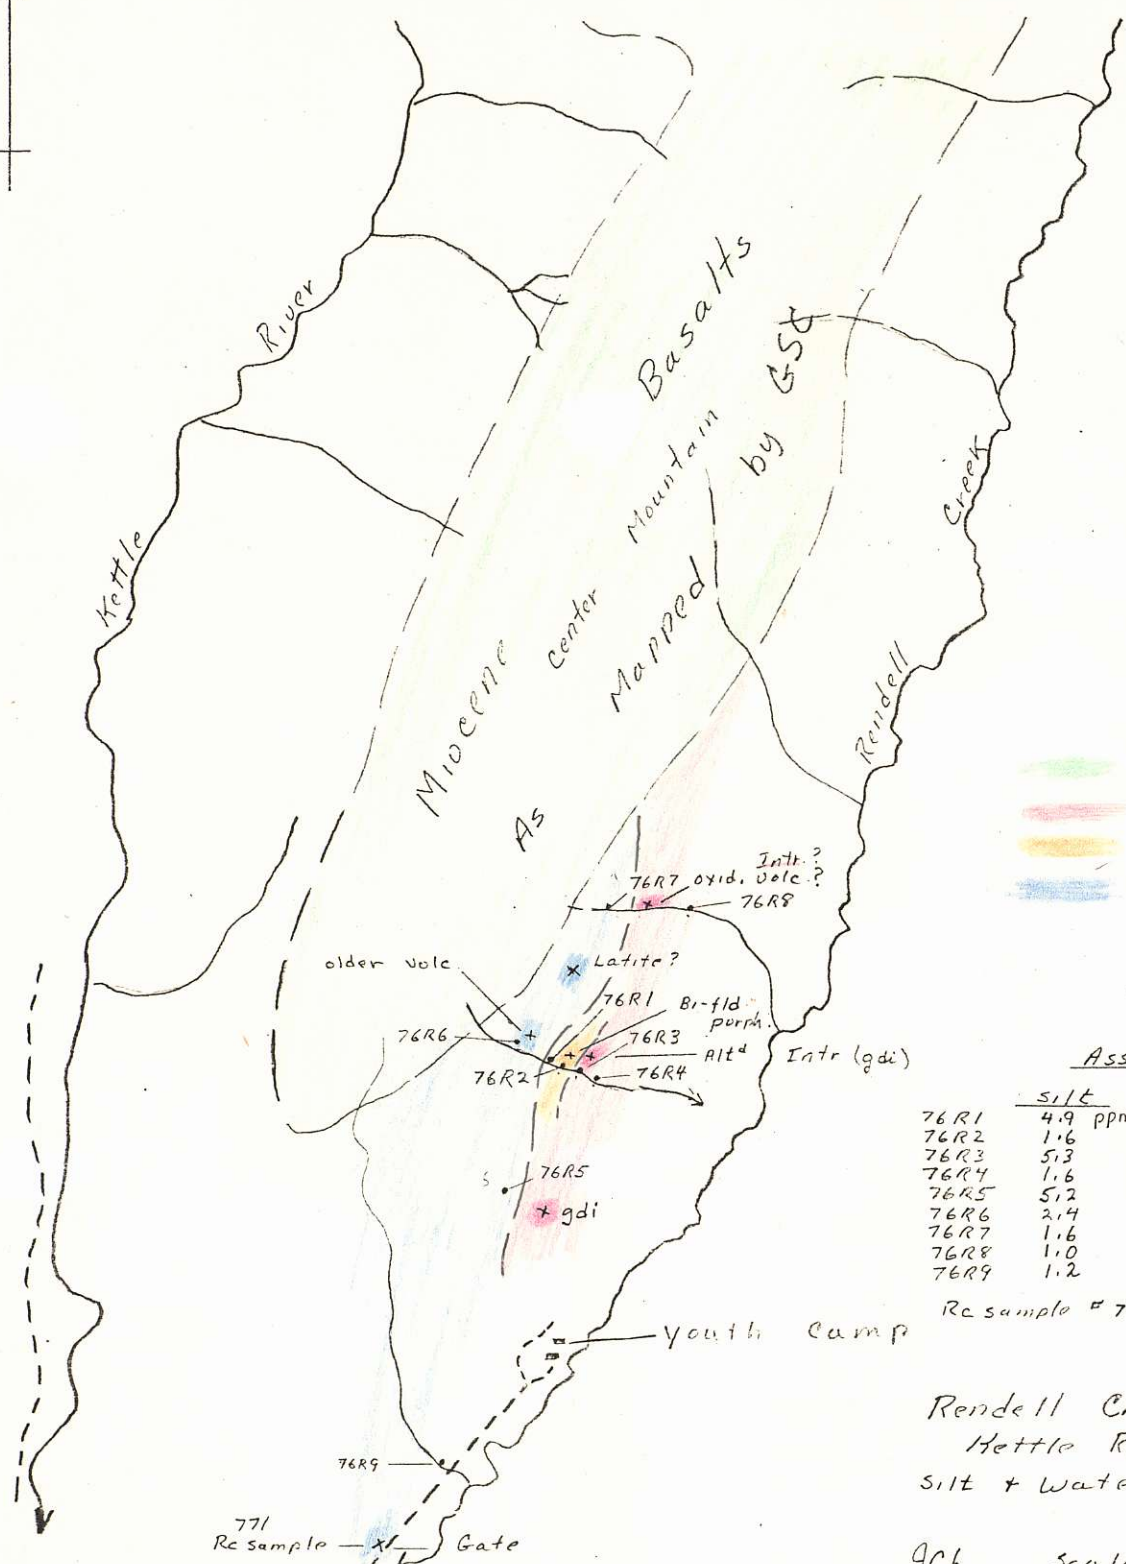 River
Kettle
Basalts
Mountain
by GSC
Center
Mapped
Miocene
As
Creek
Rendell
Intr.?
76R7 oxid. volc.?
76R8
older volc.
Latite?
76R1
Bi-fld
porph.
76R6
76R3
Altd Intr (gdi)
76R2
76R4
76R5
gdi
Ass
silt
76R1 4.9 ppm
76R2 1.6
76R3 5.3
76R4 1.6
76R5 5.2
76R6 2.4
76R7 1.6
76R8 1.0
76R9 1.2
Rc sample # 7
Youth Camp
Rendell C
Kettle R
Silt + Wate
76R9
771
Rc sample
Gate